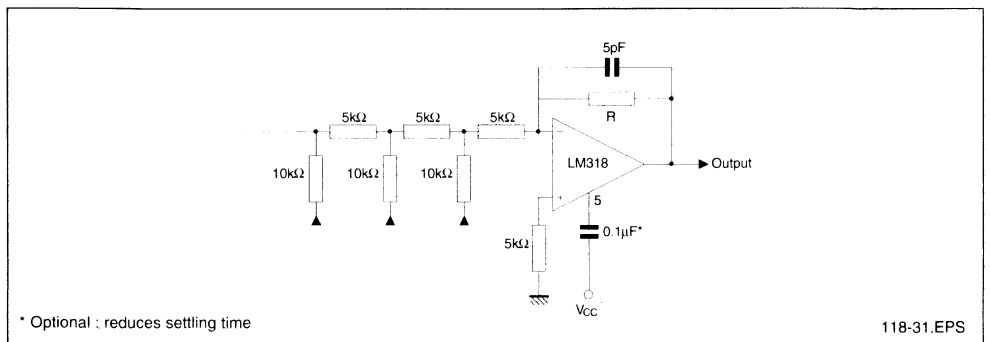 5pF
R
5kΩ 5kΩ 5kΩ
10kΩ 10kΩ 10kΩ
-
LM318
Output
+
5
5kΩ
0.1µF*
Vcc
* Optional : reduces settling time
118-31.EPS